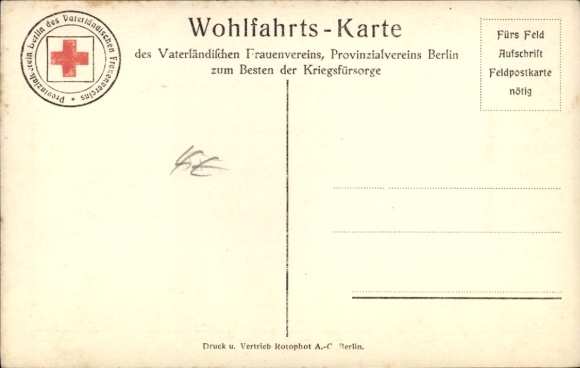 Provinzialverein Berlin des Vaterländischen Frauenvereins
Wohlfahrts-Karte
des Vaterländischen Frauenvereins, Provinzialvereins Berlin
zum Besten der Kriegsfürsorge
Fürs Feld
Aufschrift
Feldpostkarte
nötig
Druck u. Vertrieb Rotophot A.-G. Berlin.